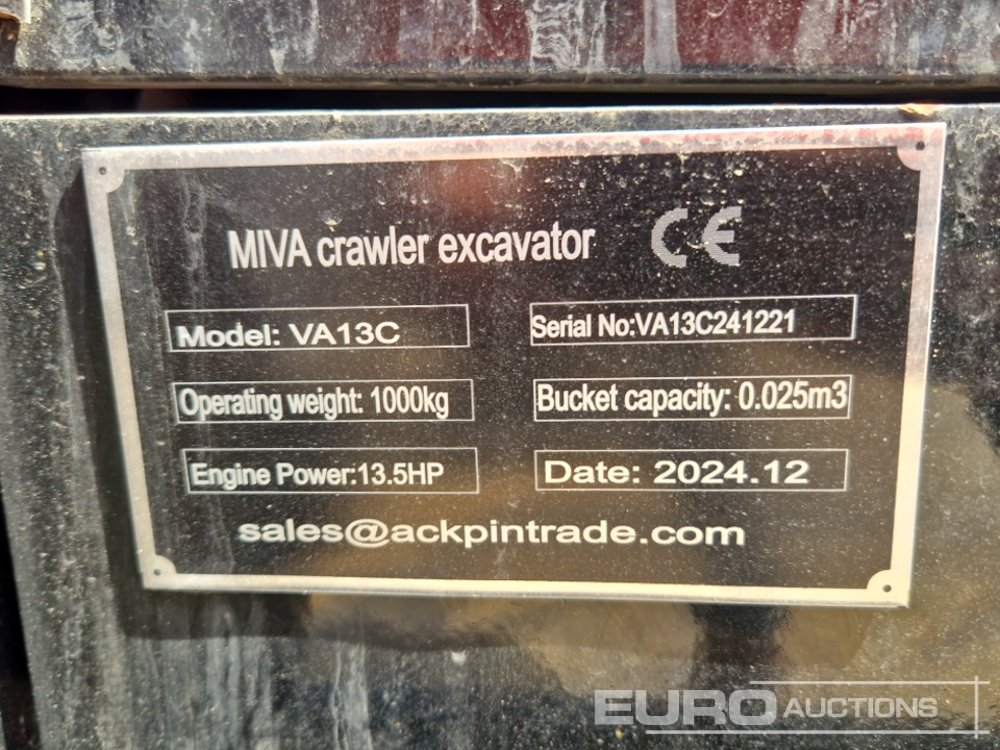 MIVA crawler excavator CE
Model: VA13C
Serial No:VA13C241221
Operating weight: 1000kg
Bucket capacity: 0.025m3
Engine Power:13.5HP
Date: 2024.12
sales@ackpintrade.com
EURO AUCTIONS